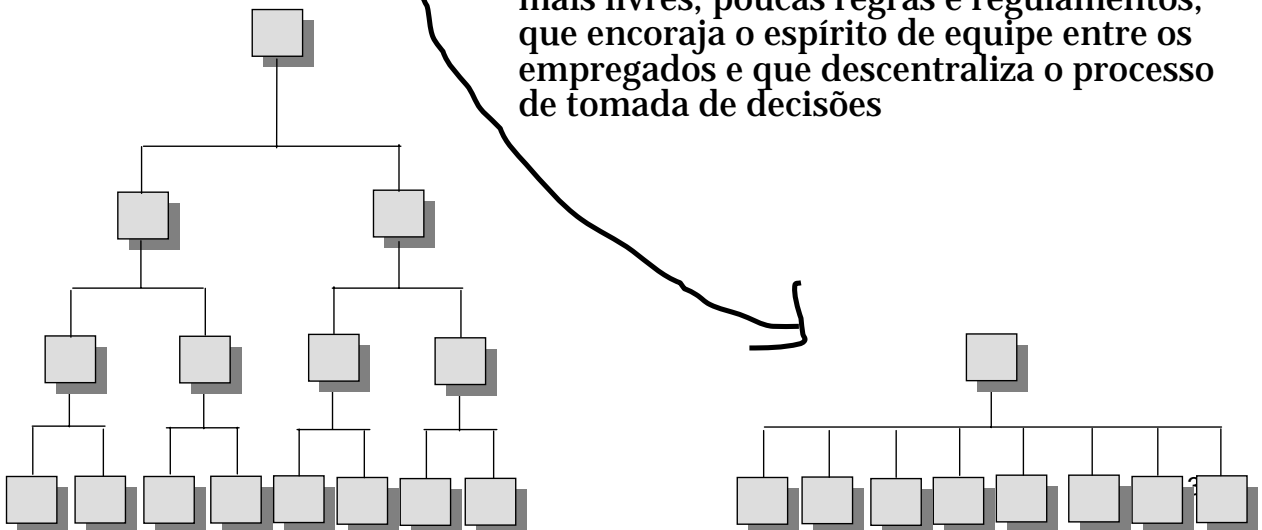 mais livres, poucas regras e regulamentos,
que encoraja o espírito de equipe entre os
empregados e que descentraliza o processo
de tomada de decisões